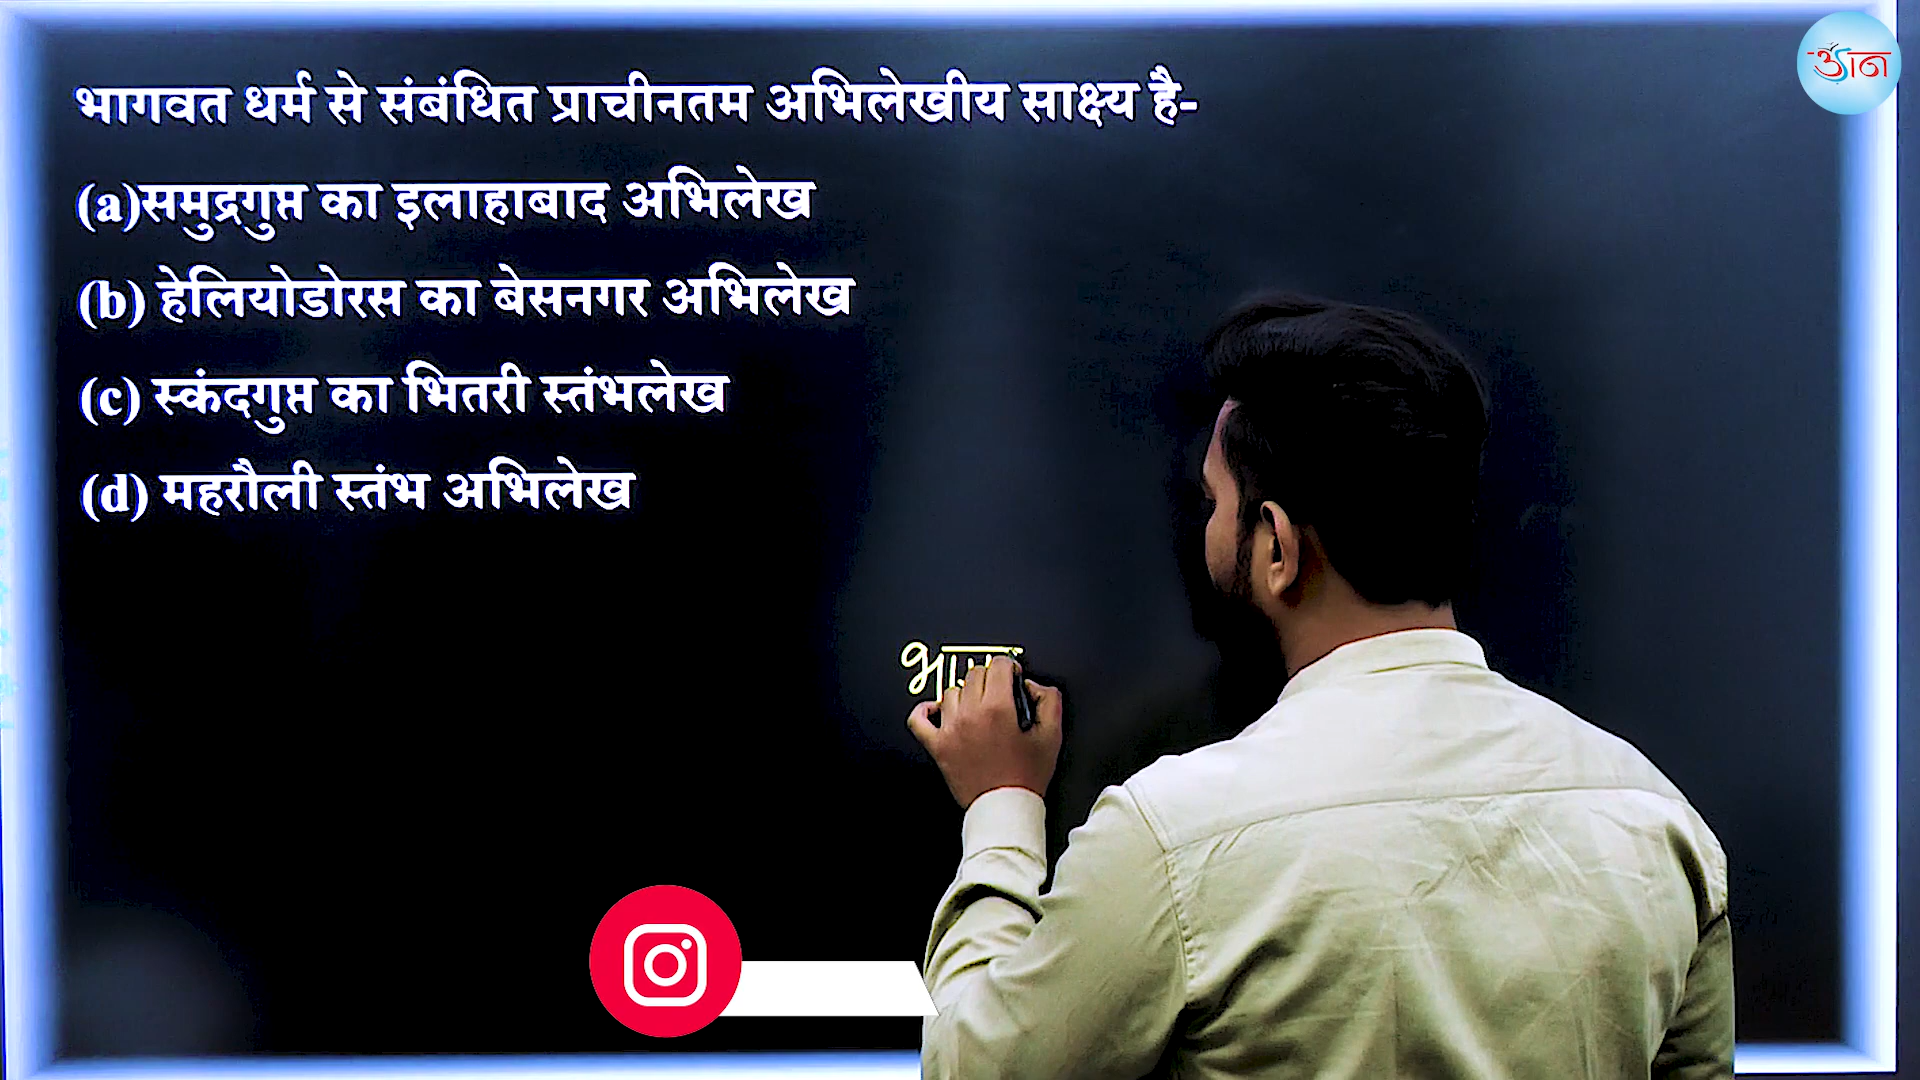 भागवत धर्म से संबंधित प्राचीनतम अभिलेखीय साक्ष्य है-
(a)समुद्रगुप्त का इलाहाबाद अभिलेख
(b) हेलियोडोरस का बेसनगर अभिलेख
(c) स्कंदगुप्त का भितरी स्तंभलेख
(d) महरौली स्तंभ अभिलेख